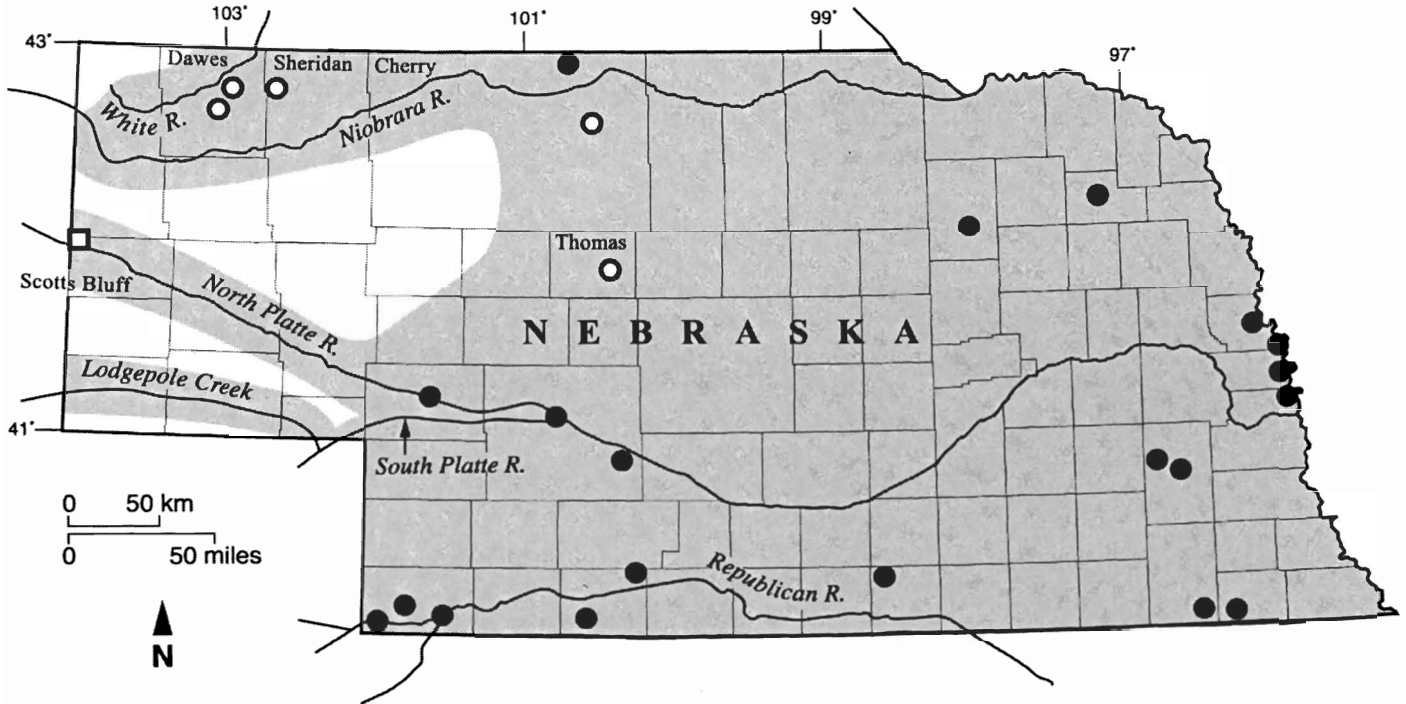 103°
101°
99°
97°
43°
Dawes
Sheridan
Cherry
White R.
Niobrara R.
Thomas
Scotts Bluff
North Platte R.
NEBRASKA
Lodgepole Creek
41°
South Platte R.
0 50 km
0 50 miles
Republican R.
N